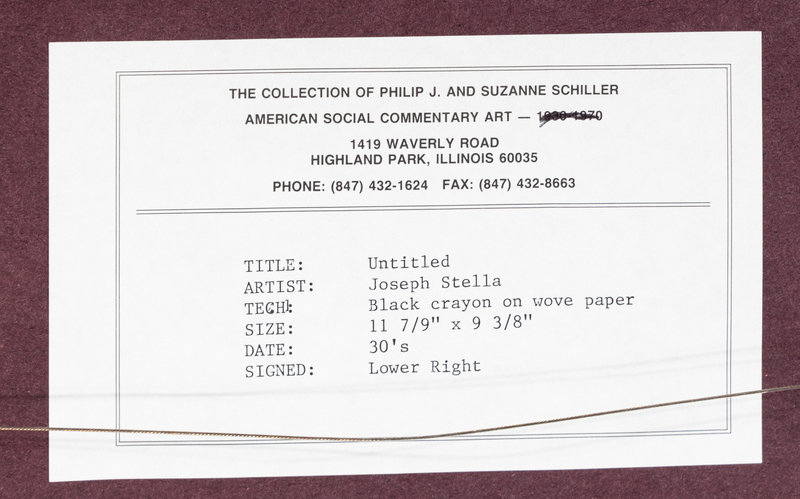 THE COLLECTION OF PHILIP J. AND SUZANNE SCHILLER
AMERICAN SOCIAL COMMENTARY ART — 1930-1970
1419 WAVERLY ROAD
HIGHLAND PARK, ILLINOIS 60035
PHONE: (847) 432-1624 FAX: (847) 432-8663
TITLE: Untitled
ARTIST: Joseph Stella
TECH: Black crayon on wove paper
SIZE: 11 7/9" x 9 3/8"
DATE: 30's
SIGNED: Lower Right